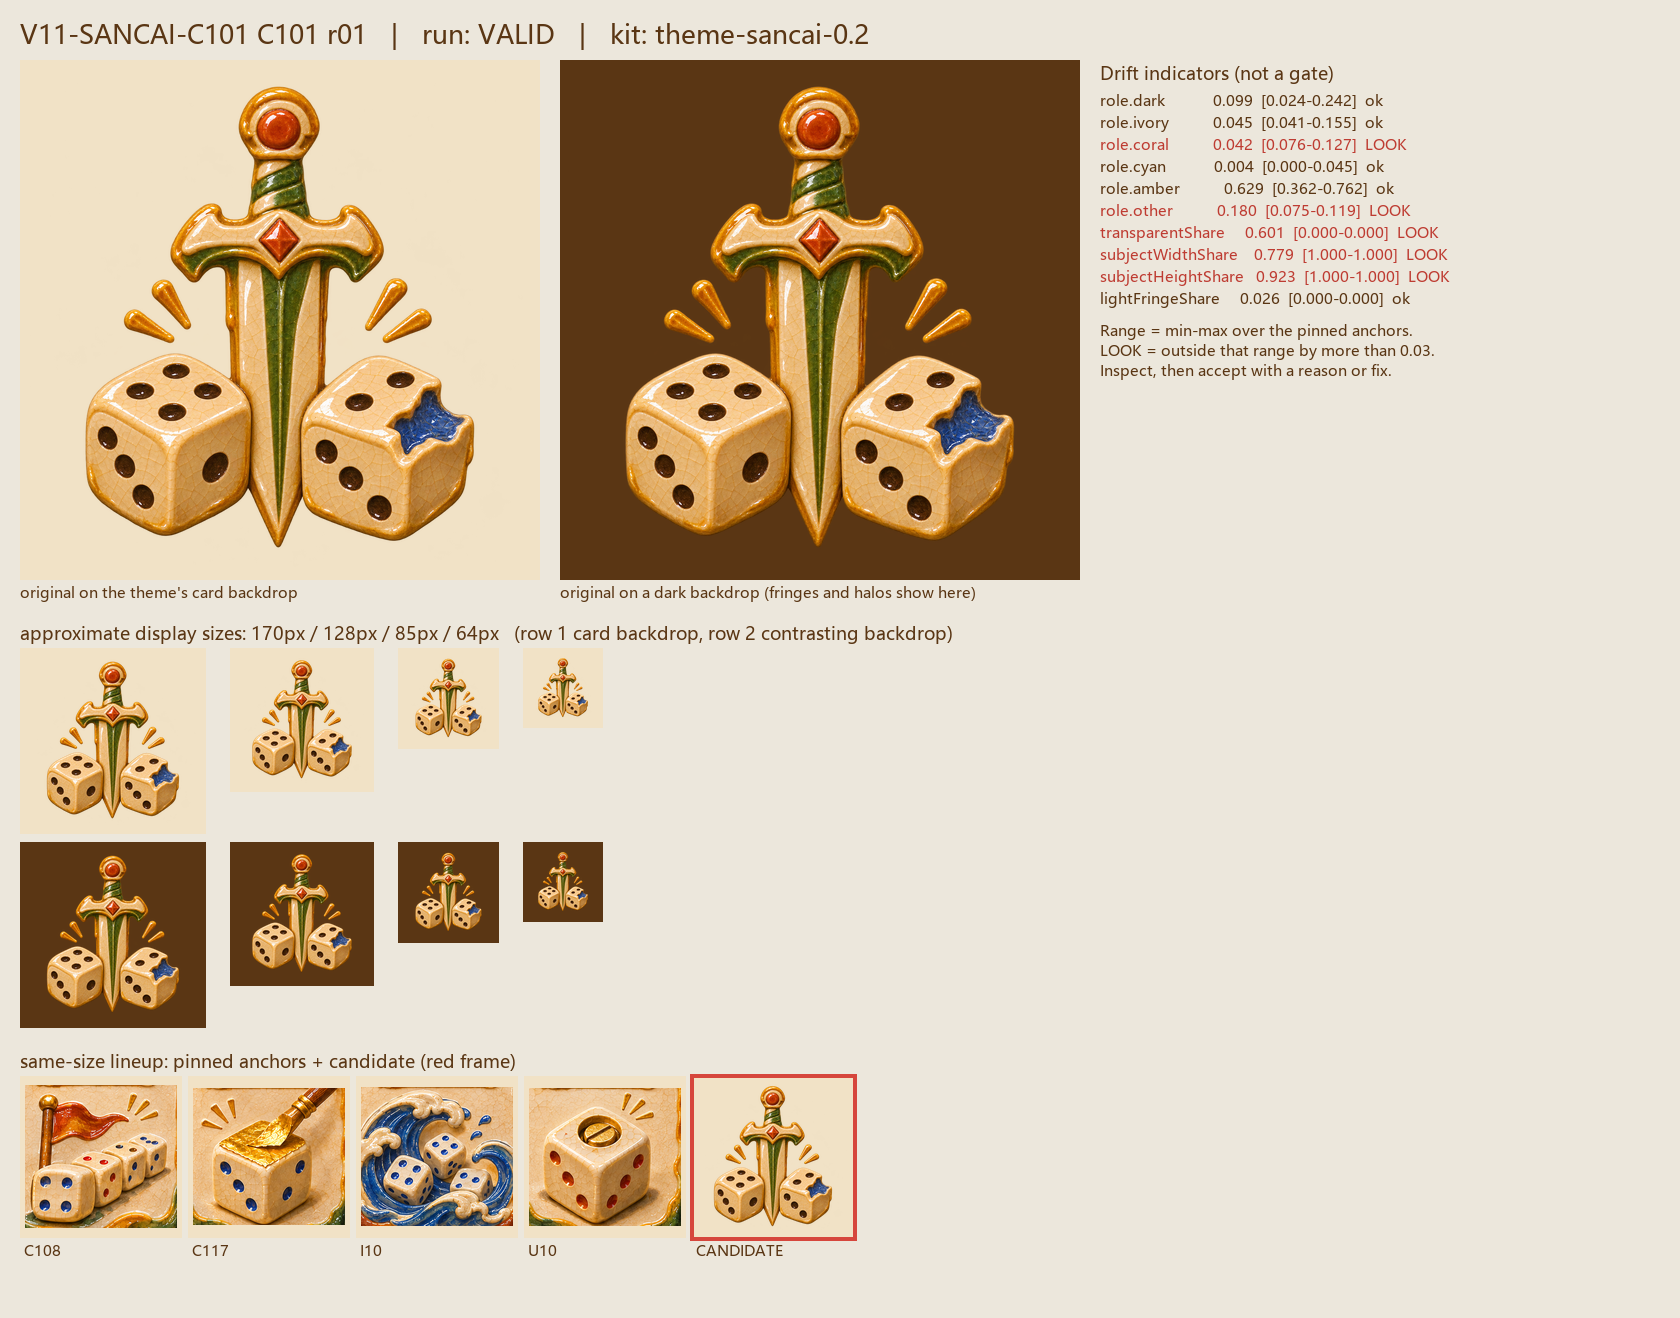 V11-SANCAI-C101 C101 r01 | run: VALID | kit: theme-sancai-0.2
Drift indicators (not a gate)
role.dark 0.099 [0.024-0.242] ok
role.ivory 0.045 [0.041-0.155] ok
role.coral 0.042 [0.076-0.127] LOOK
role.cyan 0.004 [0.000-0.045] ok
role.amber 0.629 [0.362-0.762] ok
role.other 0.180 [0.075-0.119] LOOK
transparentShare 0.601 [0.000-0.000] LOOK
subjectWidthShare 0.779 [1.000-1.000] LOOK
subjectHeightShare 0.923 [1.000-1.000] LOOK
lightFringeShare 0.026 [0.000-0.000] ok
Range = min-max over the pinned anchors.
LOOK = outside that range by more than 0.03.
Inspect, then accept with a reason or fix.
original on the theme's card backdrop
original on a dark backdrop (fringes and halos show here)
approximate display sizes: 170px / 128px / 85px / 64px (row 1 card backdrop, row 2 contrasting backdrop)
same-size lineup: pinned anchors + candidate (red frame)
C108
C117
I10
U10
CANDIDATE